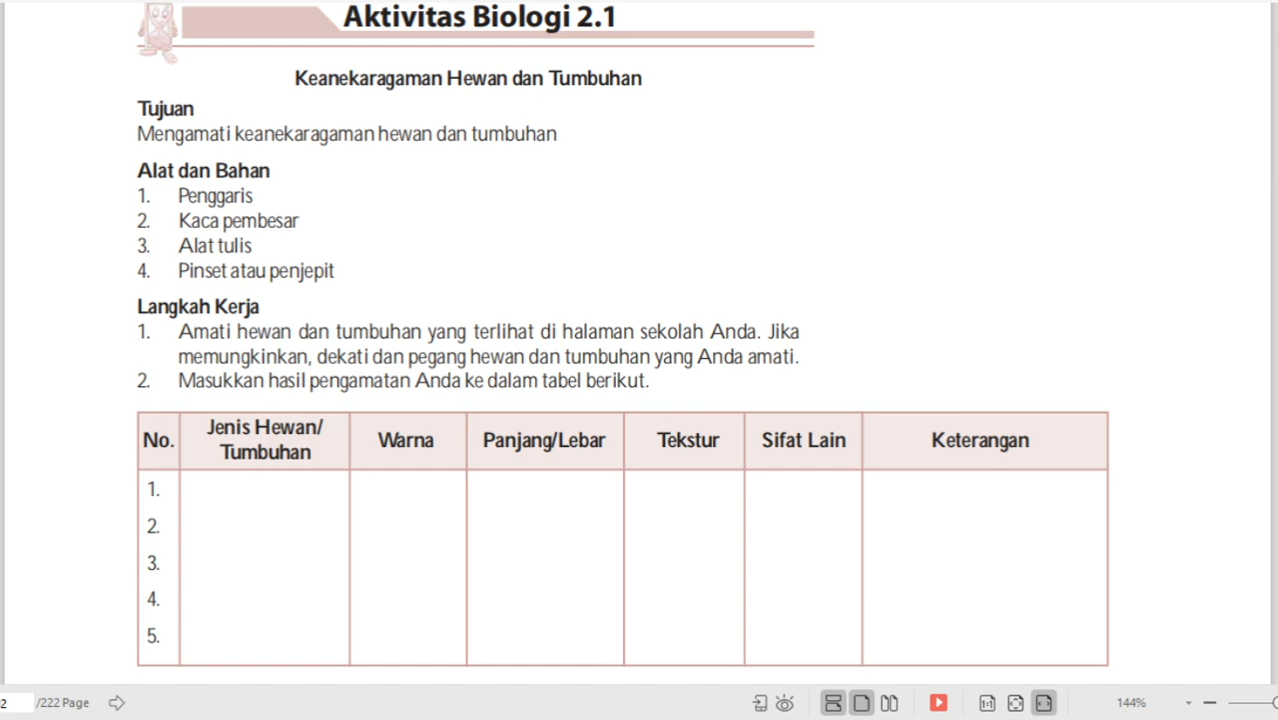 Aktivitas Biologi 2.1
Keanekaragaman Hewan dan Tumbuhan
Tujuan
Mengamati keanekaragaman hewan dan tumbuhan
Alat dan Bahan
1. Penggaris
2. Kaca pembesar
3. Alat tulis
4. Pinset atau penjepit
Langkah Kerja
1. Amati hewan dan tumbuhan yang terlihat di halaman sekolah Anda. Jika
memungkinkan, dekati dan pegang hewan dan tumbuhan yang Anda amati.
2. Masukkan hasil pengamatan Anda ke dalam tabel berikut.
No. Jenis Hewan/ Warna Panjang/Lebar Tekstur Sifat Lain Keterangan
Tumbuhan
1.
2.
3.
4.
5.
/222 Page 1:1 144%